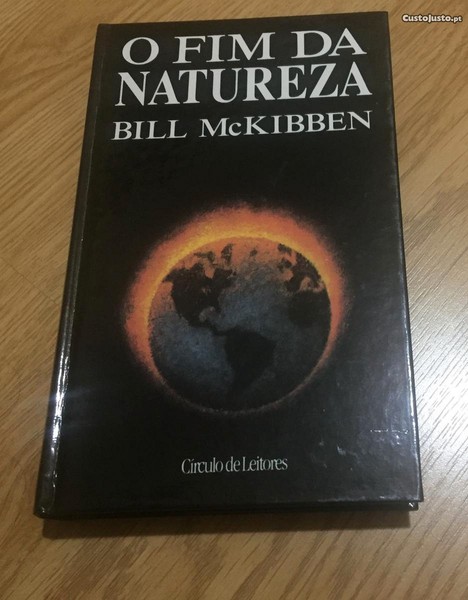 CustoJusto.pt
O FIM DA
NATUREZA
BILL McKIBBEN
Círculo de Leitores